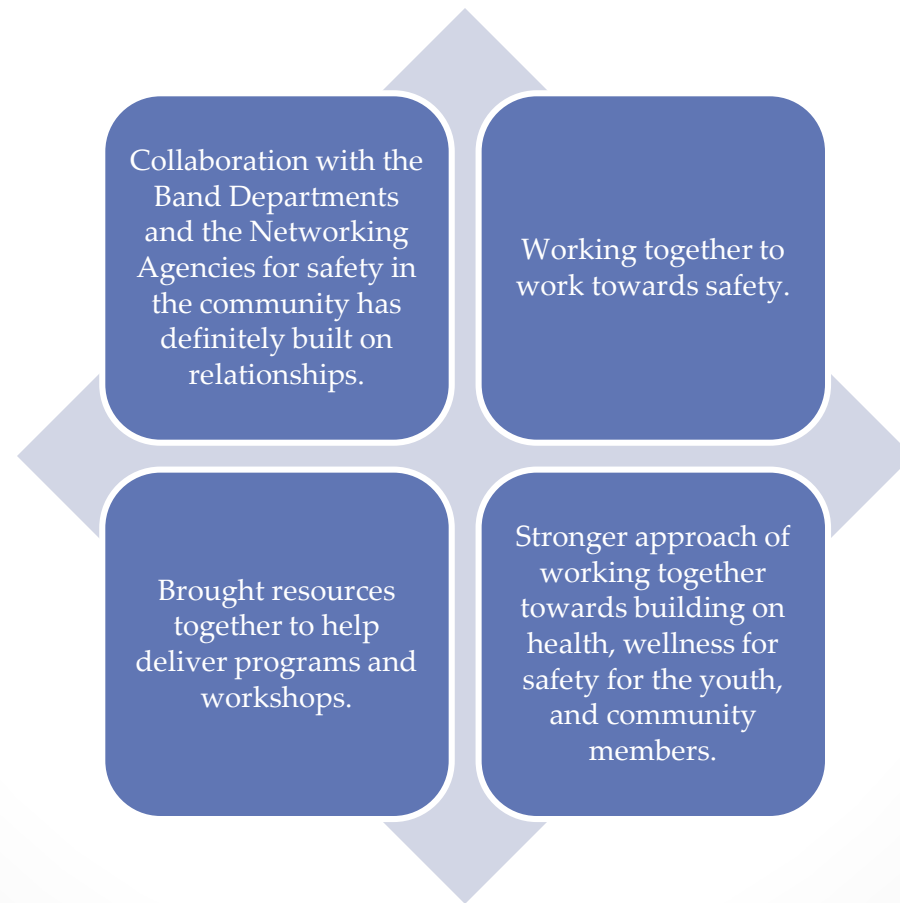 Collaboration with the
Band Departments
and the Networking
Agencies for safety in
the community has
definitely built on
relationships.
Working together to
work towards safety.
Brought resources
together to help
deliver programs and
workshops.
Stronger approach of
working together
towards building on
health, wellness for
safety for the youth,
and community
members.